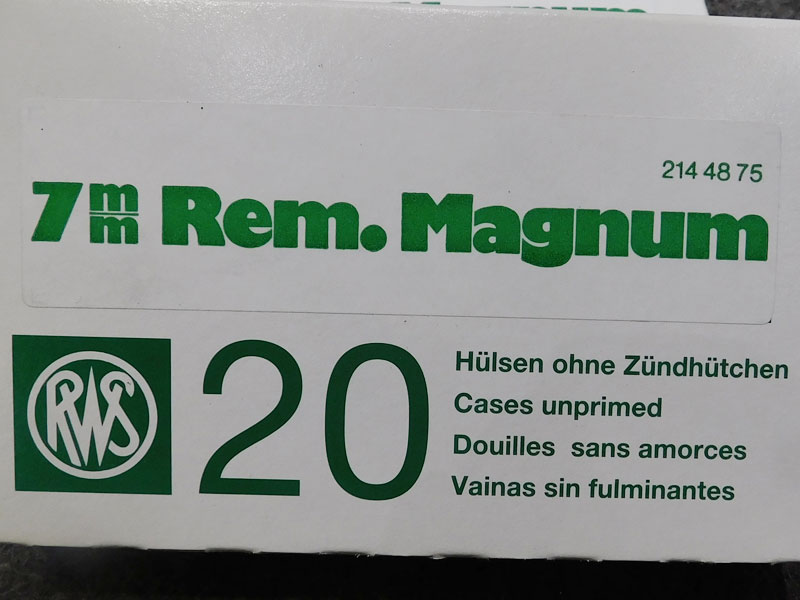 214 48 75
7mm Rem. Magnum
RWS
20
Hülsen ohne Zündhütchen
Cases unprimed
Douilles sans amorces
Vainas sin fulminantes